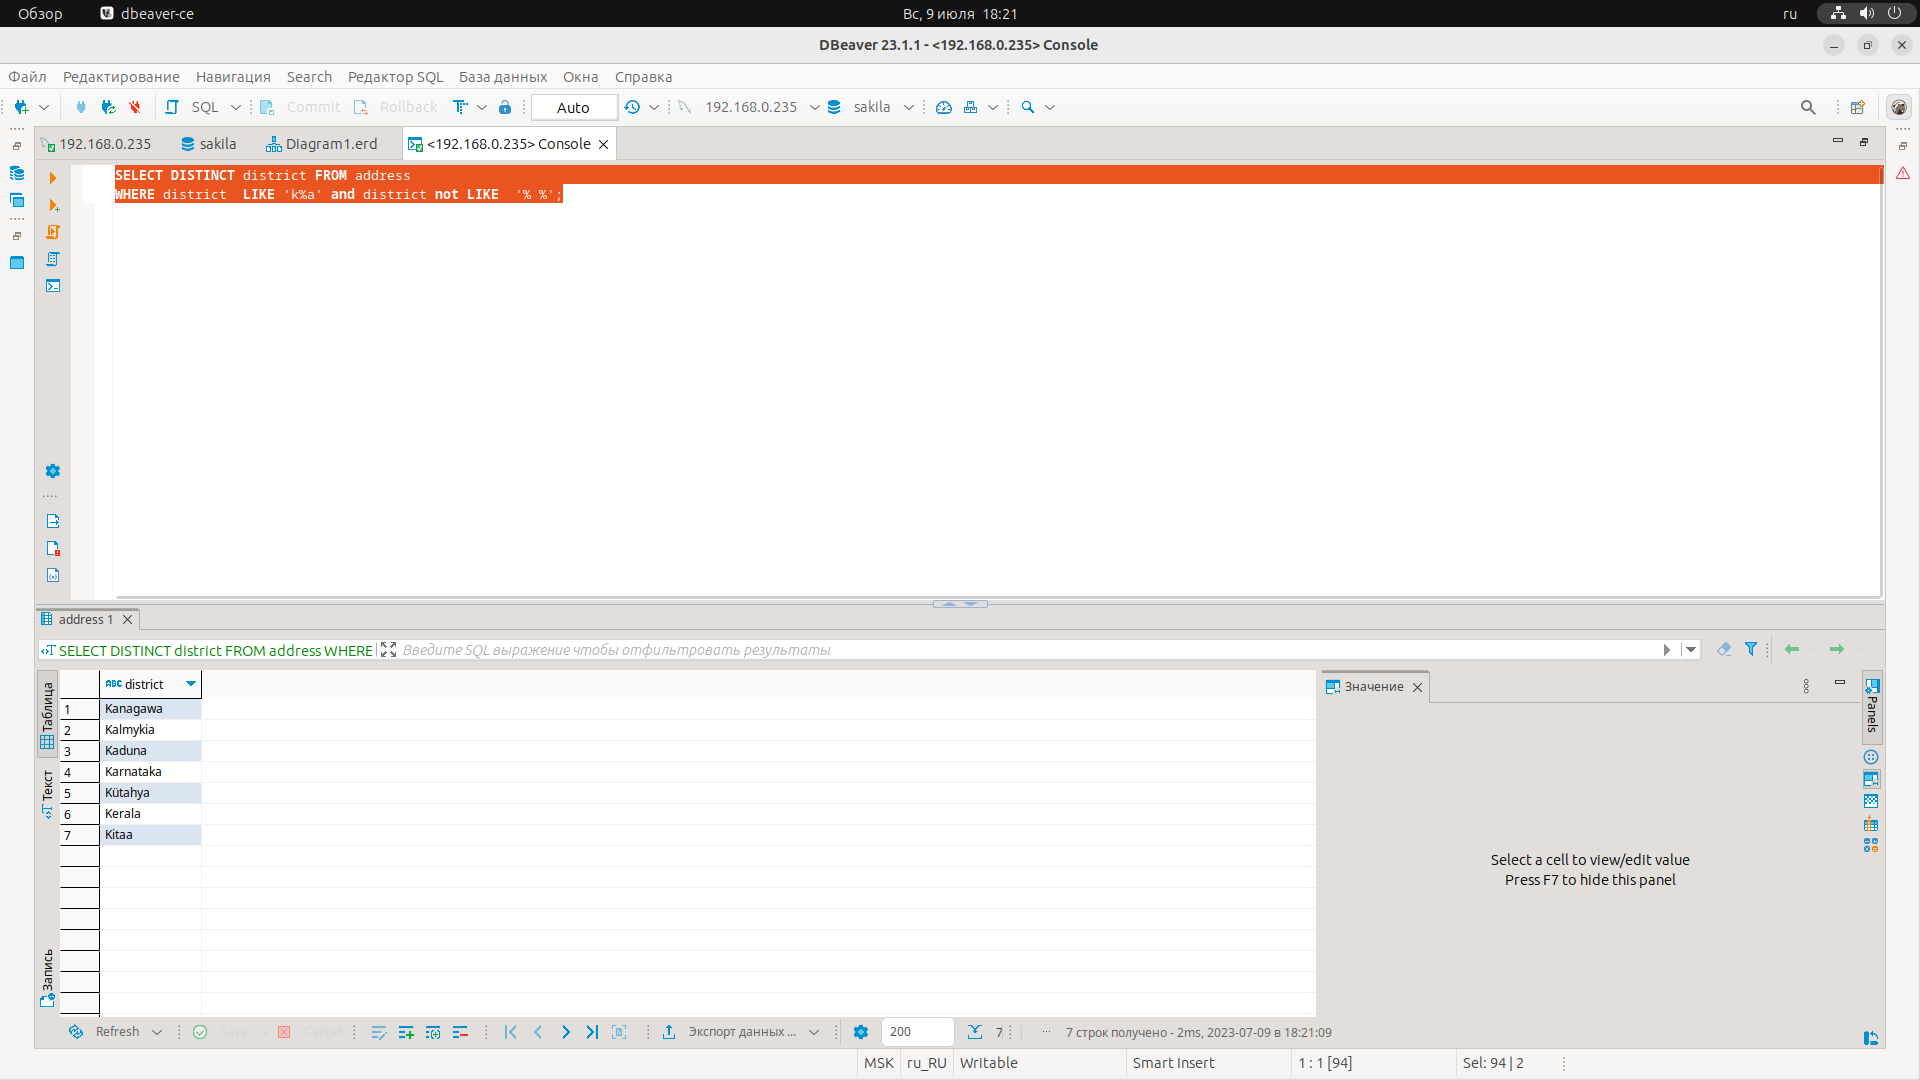 Обзор dbeaver-ce Вс, 9 июля 18:21 ru
DBeaver 23.1.1 - <192.168.0.235> Console
Файл Редактирование Навигация Search Редактор SQL База данных Окна Справка
SQL Commit Rollback Auto 192.168.0.235 sakila
192.168.0.235 sakila Diagram1.erd <192.168.0.235> Console
SELECT DISTINCT district FROM address
WHERE district  LIKE 'k%a' and district not LIKE  '% %';
address 1
SELECT DISTINCT district FROM address WHERE Введите SQL выражение чтобы отфильтровать результаты
Таблица
Текст
Запись
ABC district
1 Kanagawa
2 Kalmykia
3 Kaduna
4 Karnataka
5 Kütahya
6 Kerala
7 Kitaa
Значение
Select a cell to view/edit value
Press F7 to hide this panel
Panels
Refresh Save Cancel Экспорт данных ... 200 7 ... 7 строк получено - 2ms, 2023-07-09 в 18:21:09
MSK ru_RU Writable Smart Insert 1 : 1 [94] Sel: 94 | 2